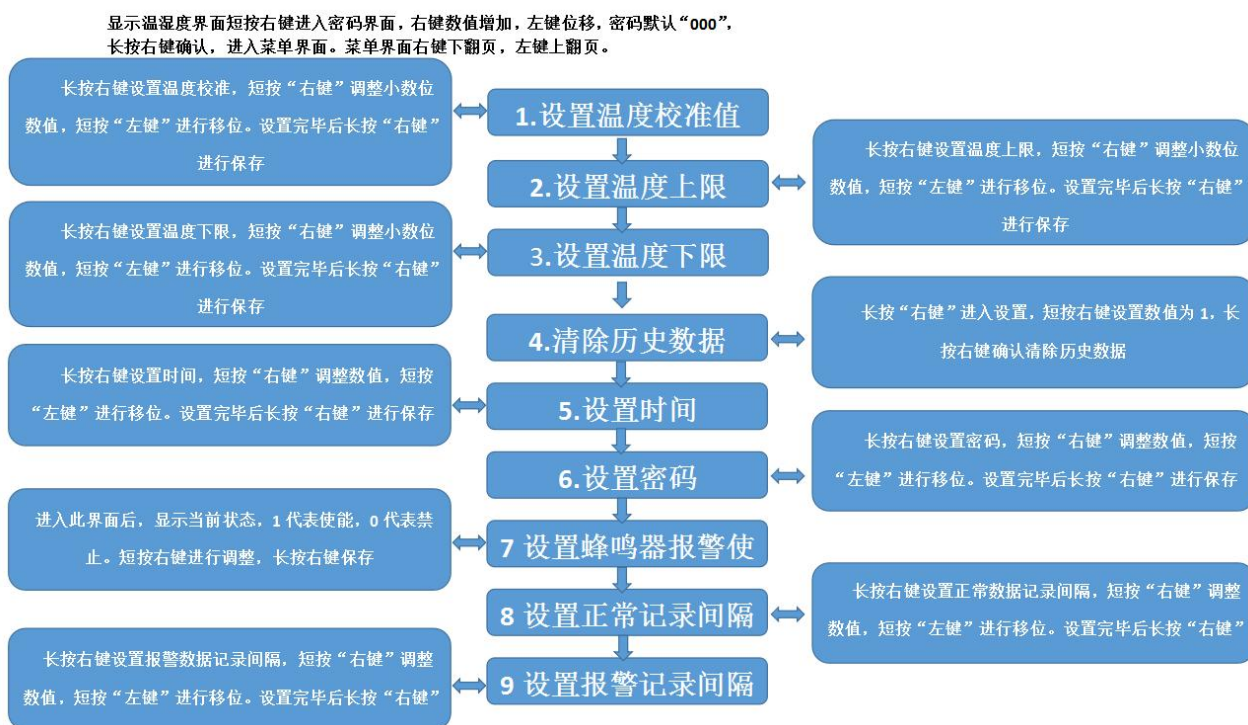 显示温湿度界面短按右键进入密码界面，右键数值增加，左键位移，密码默认“000”，
长按右键确认，进入菜单界面。菜单界面右键下翻页，左键上翻页。
长按右键设置温度校准，短按“右键”调整小数位
数值，短按“左键”进行移位。设置完毕后长按“右键”
进行保存
1.设置温度校准值
长按右键设置温度上限，短按“右键”调整小数位
数值，短按“左键”进行移位。设置完毕后长按“右键”
进行保存
2.设置温度上限
长按右键设置温度下限，短按“右键”调整小数位
数值，短按“左键”进行移位。设置完毕后长按“右键”
进行保存
3.设置温度下限
长按“右键”进入设置，短按右键设置数值为 1，长
按右键确认清除历史数据
4.清除历史数据
长按右键设置时间，短按“右键”调整数值，短按
“左键”进行移位。设置完毕后长按“右键”进行保存
5.设置时间
长按右键设置密码，短按“右键”调整数值，短按
“左键”进行移位。设置完毕后长按“右键”进行保存
6.设置密码
进入此界面后，显示当前状态，1 代表使能，0 代表禁
止。短按右键进行调整，长按右键保存
7 设置蜂鸣器报警使
长按右键设置正常数据记录间隔，短按“右键”调整
数值，短按“左键”进行移位。设置完毕后长按“右键”
8 设置正常记录间隔
长按右键设置报警数据记录间隔，短按“右键”调整
数值，短按“左键”进行移位。设置完毕后长按“右键”
9 设置报警记录间隔